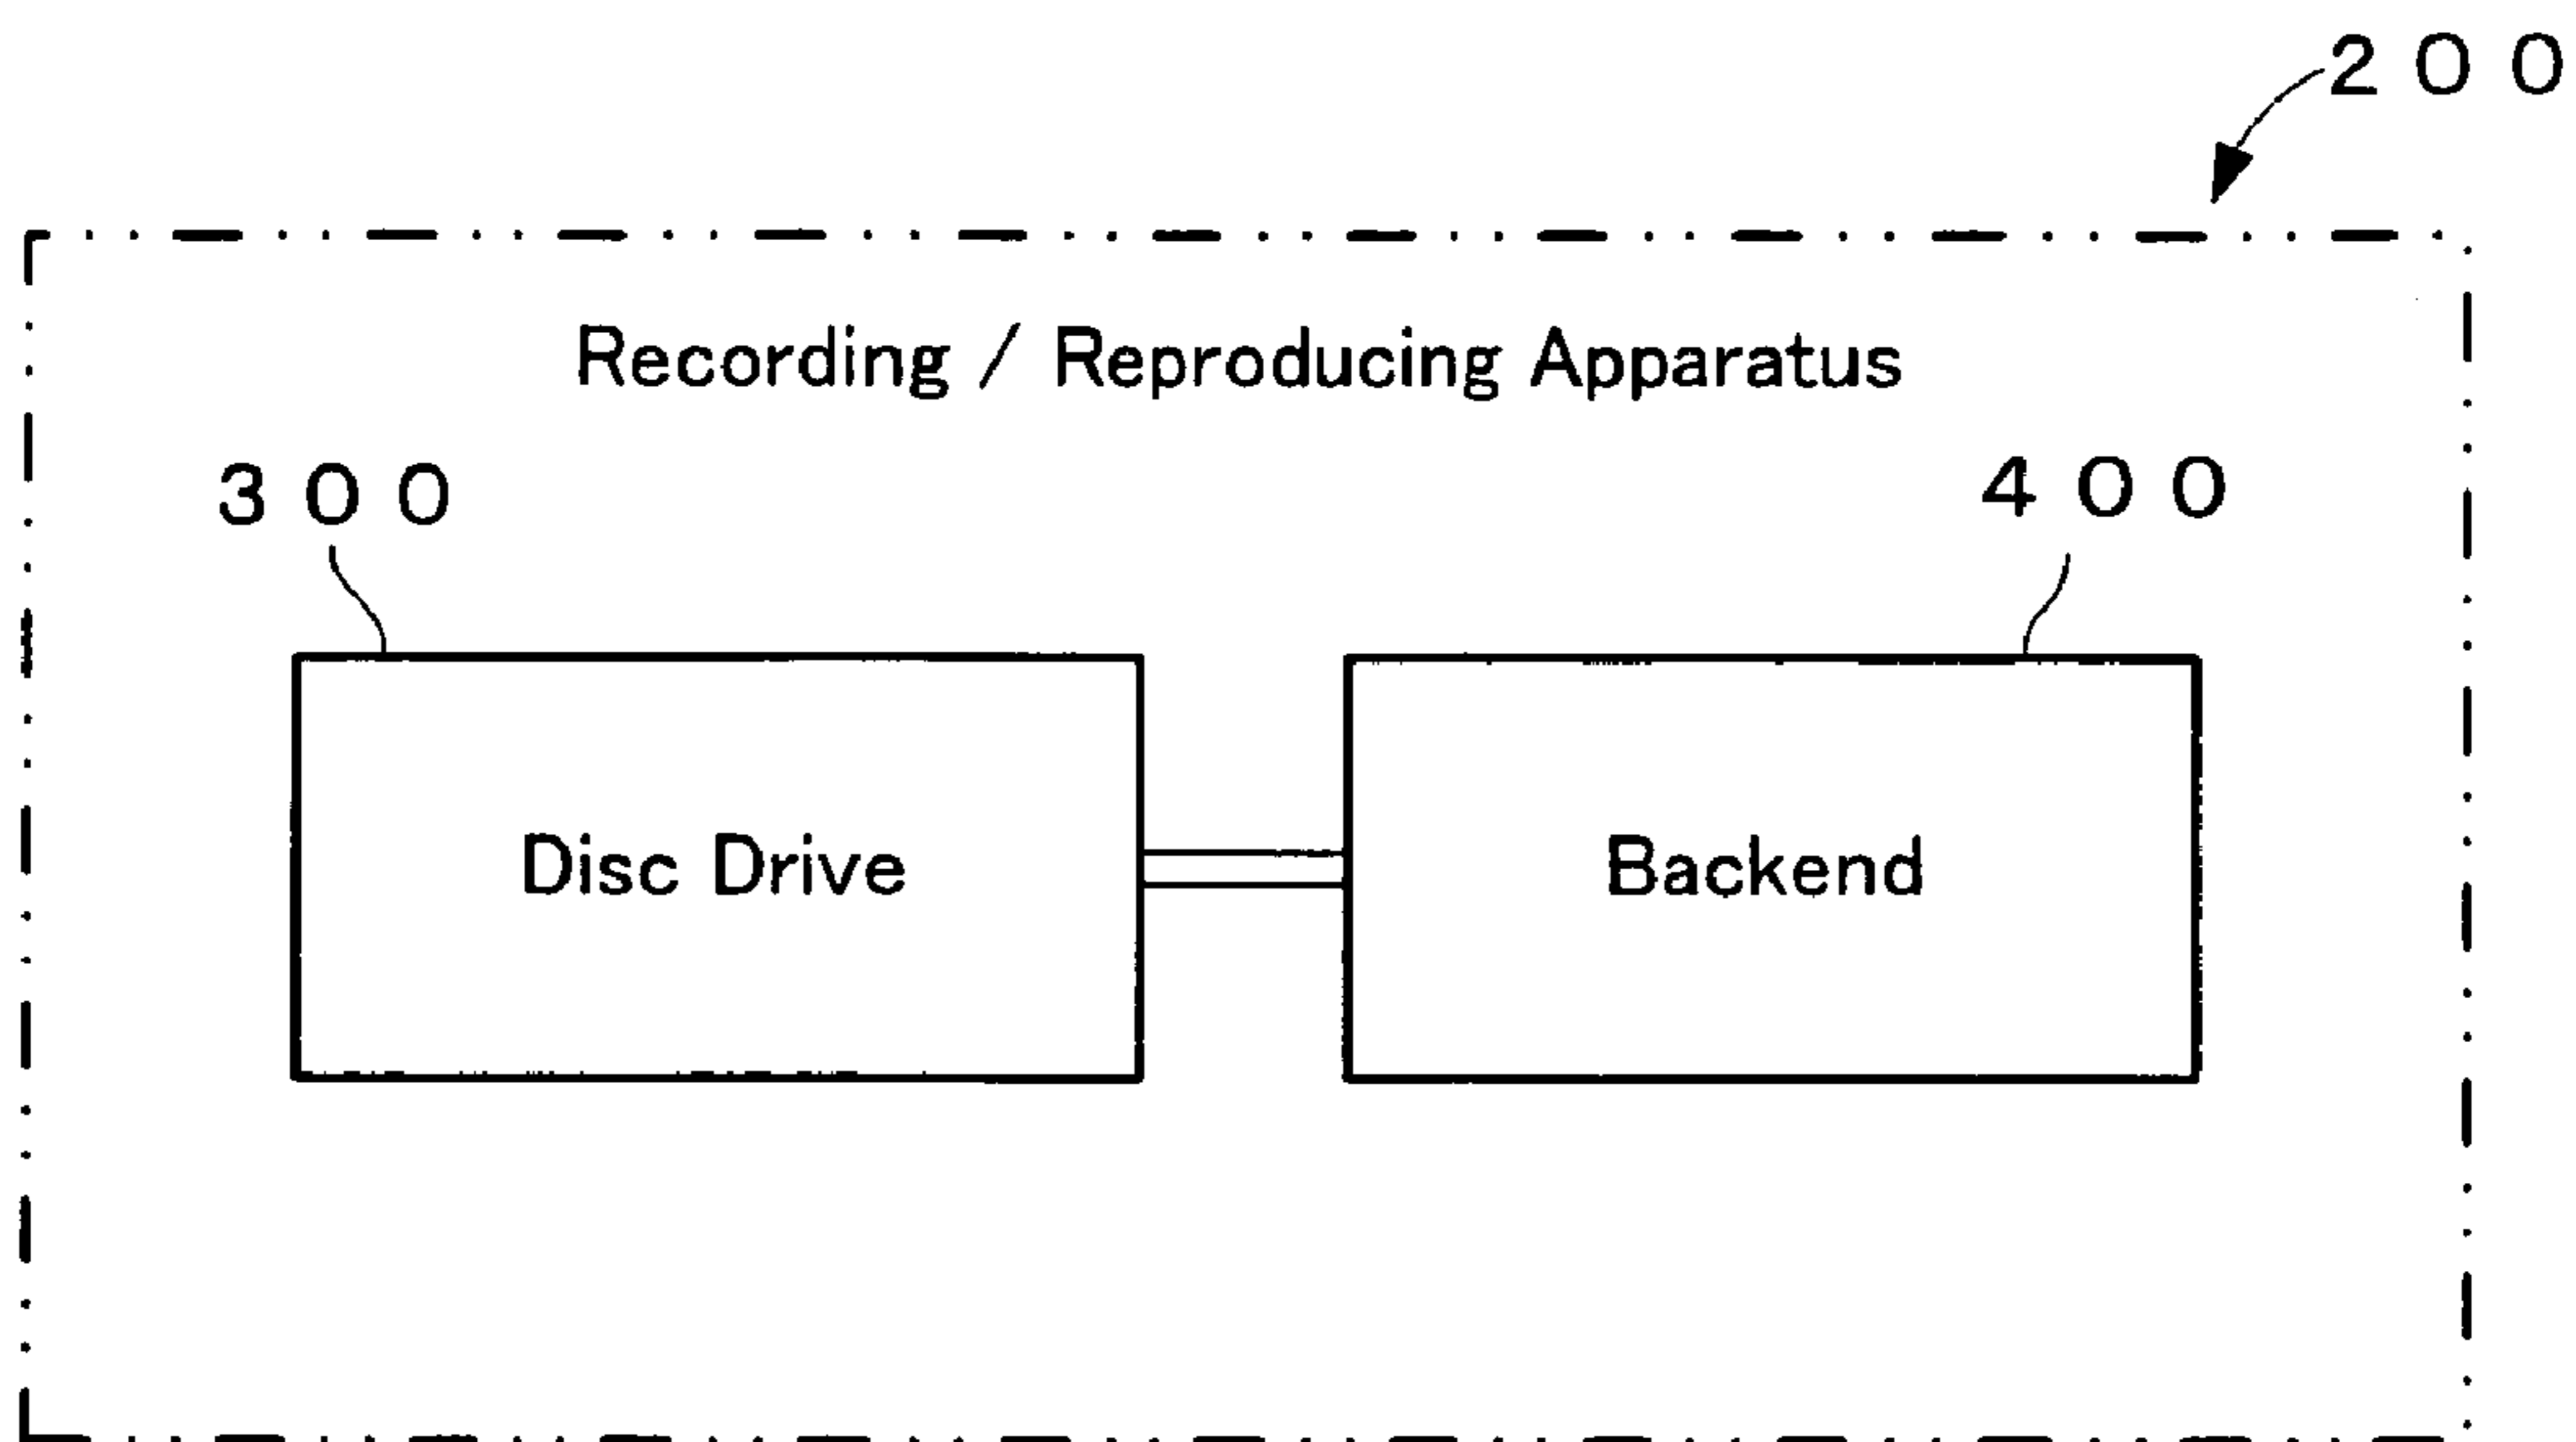 200
Recording / Reproducing Apparatus
300
400
Disc Drive
Backend